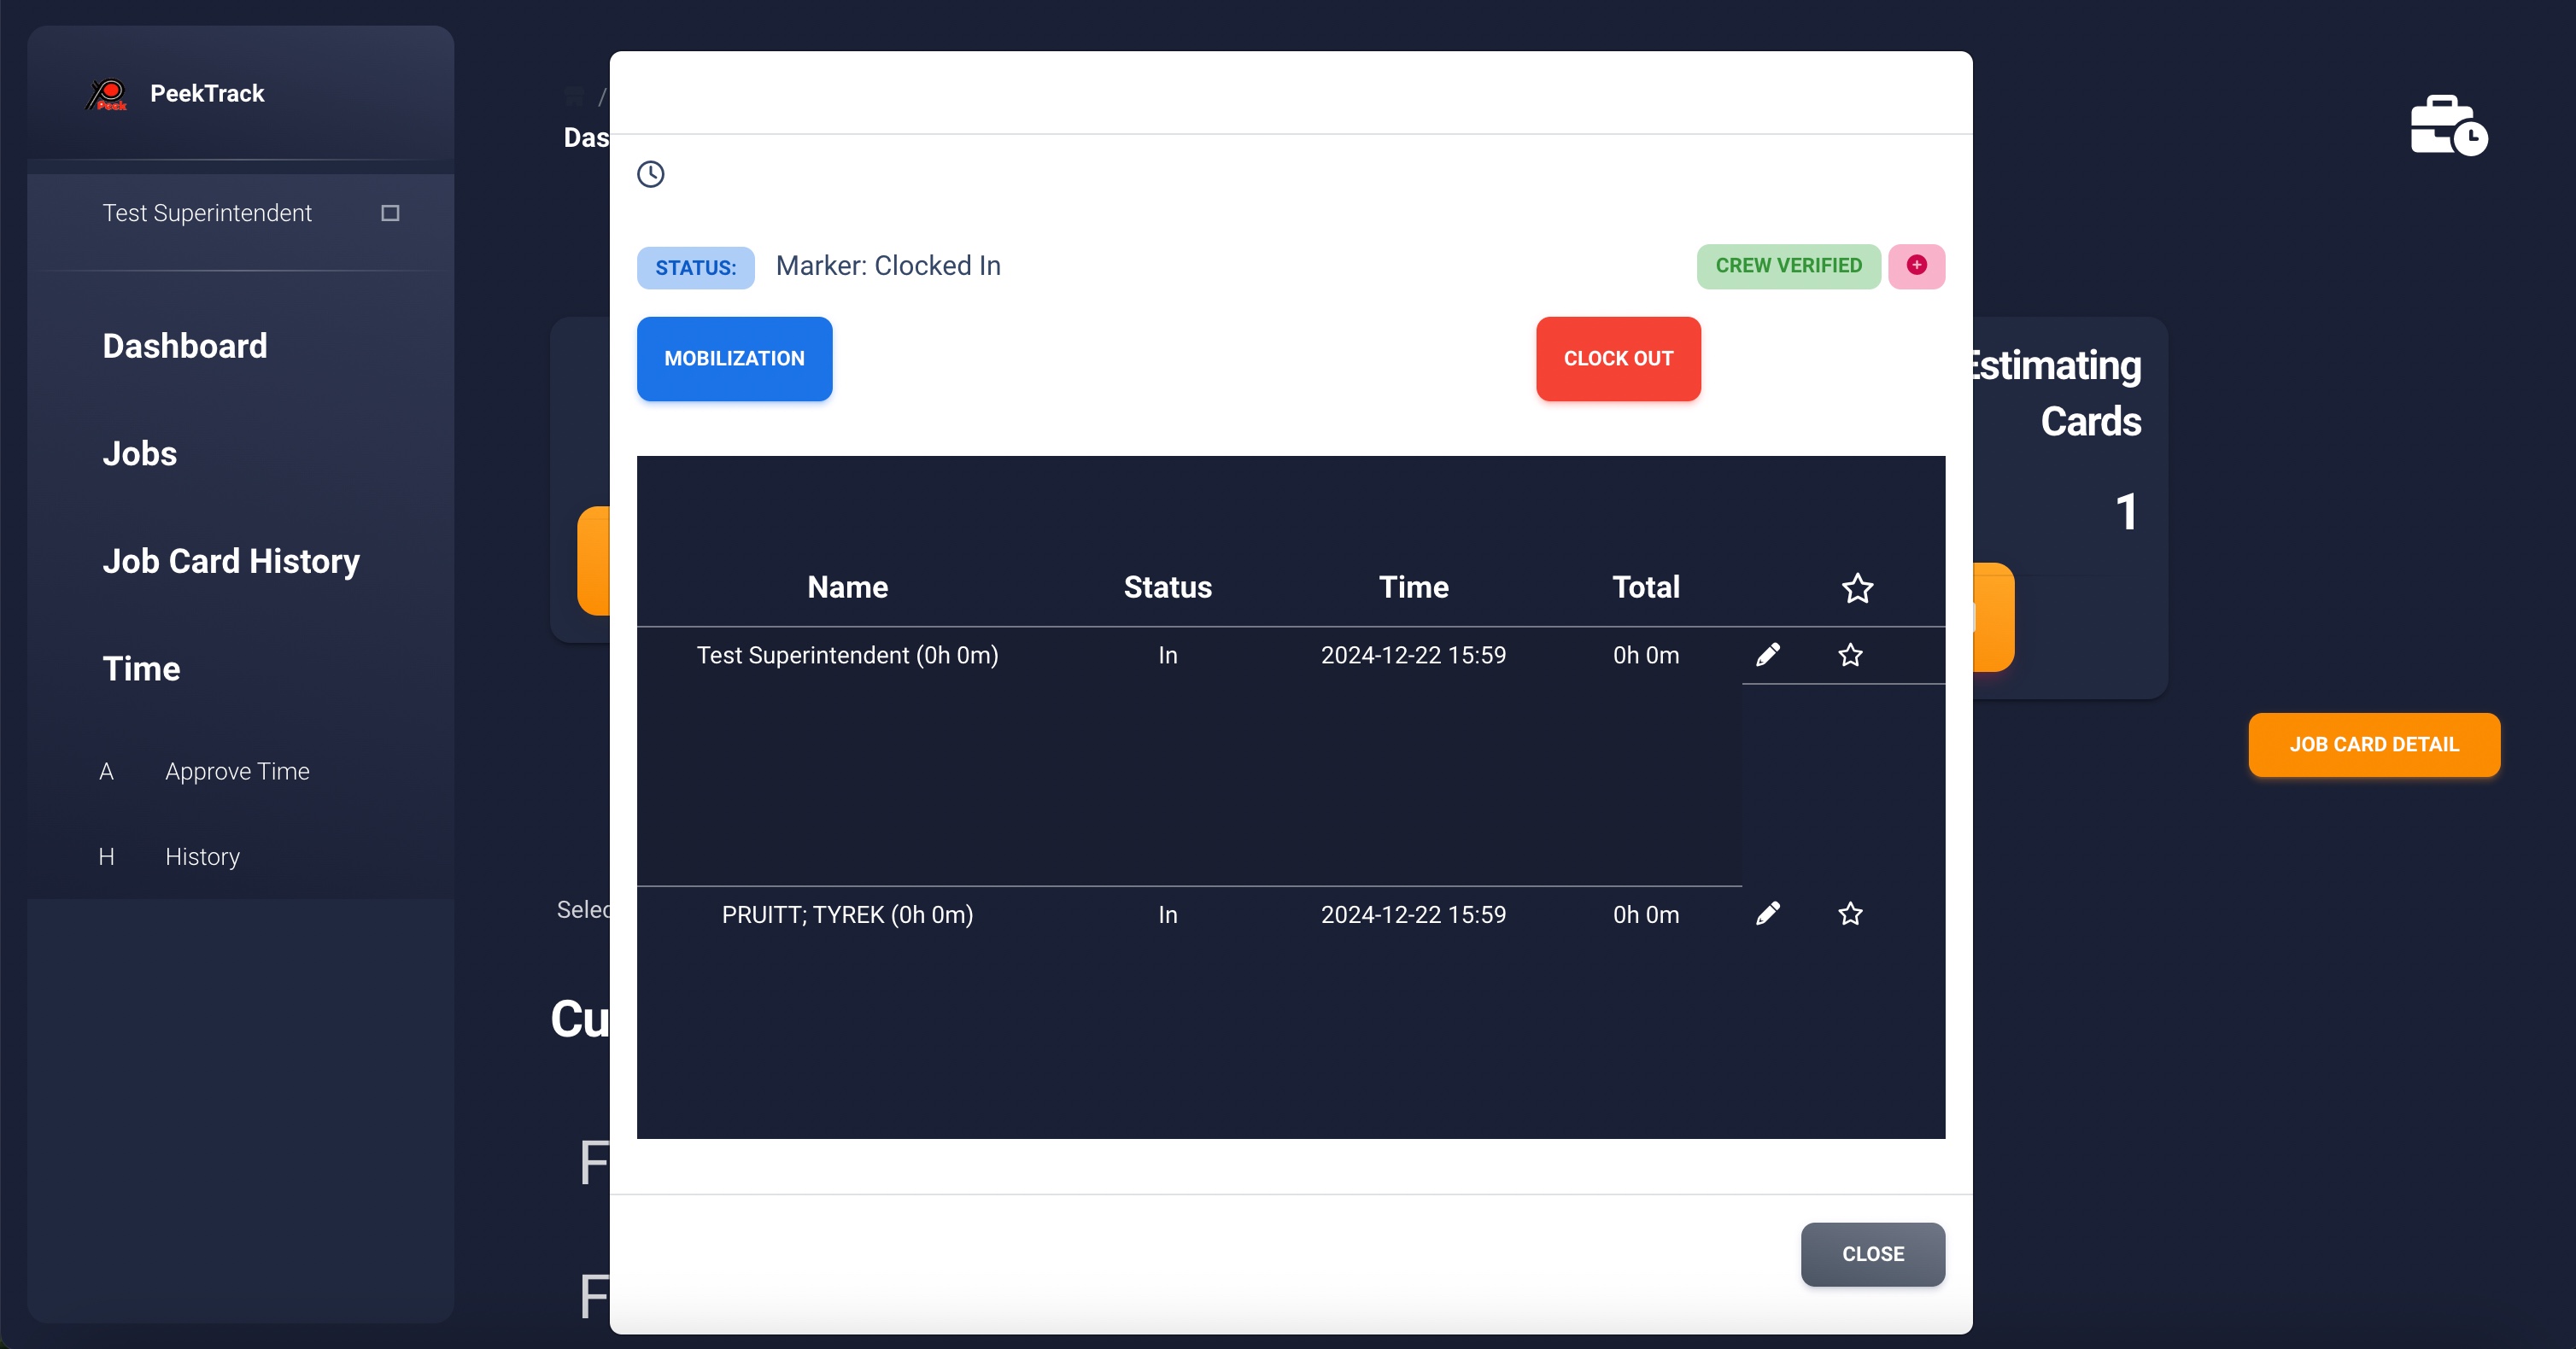 Peek
PeekTrack
Test Superintendent
Dashboard
Jobs
Job Card History
Time
A Approve Time
H History
/
STATUS: Marker: Clocked In
CREW VERIFIED
MOBILIZATION
CLOCK OUT
Name Status Time Total
Test Superintendent (0h 0m) In 2024-12-22 15:59 0h 0m
PRUITT; TYREK (0h 0m) In 2024-12-22 15:59 0h 0m
CLOSE
Estimating
Cards
1
JOB CARD DETAIL
Das
Selec
Cu
F
F